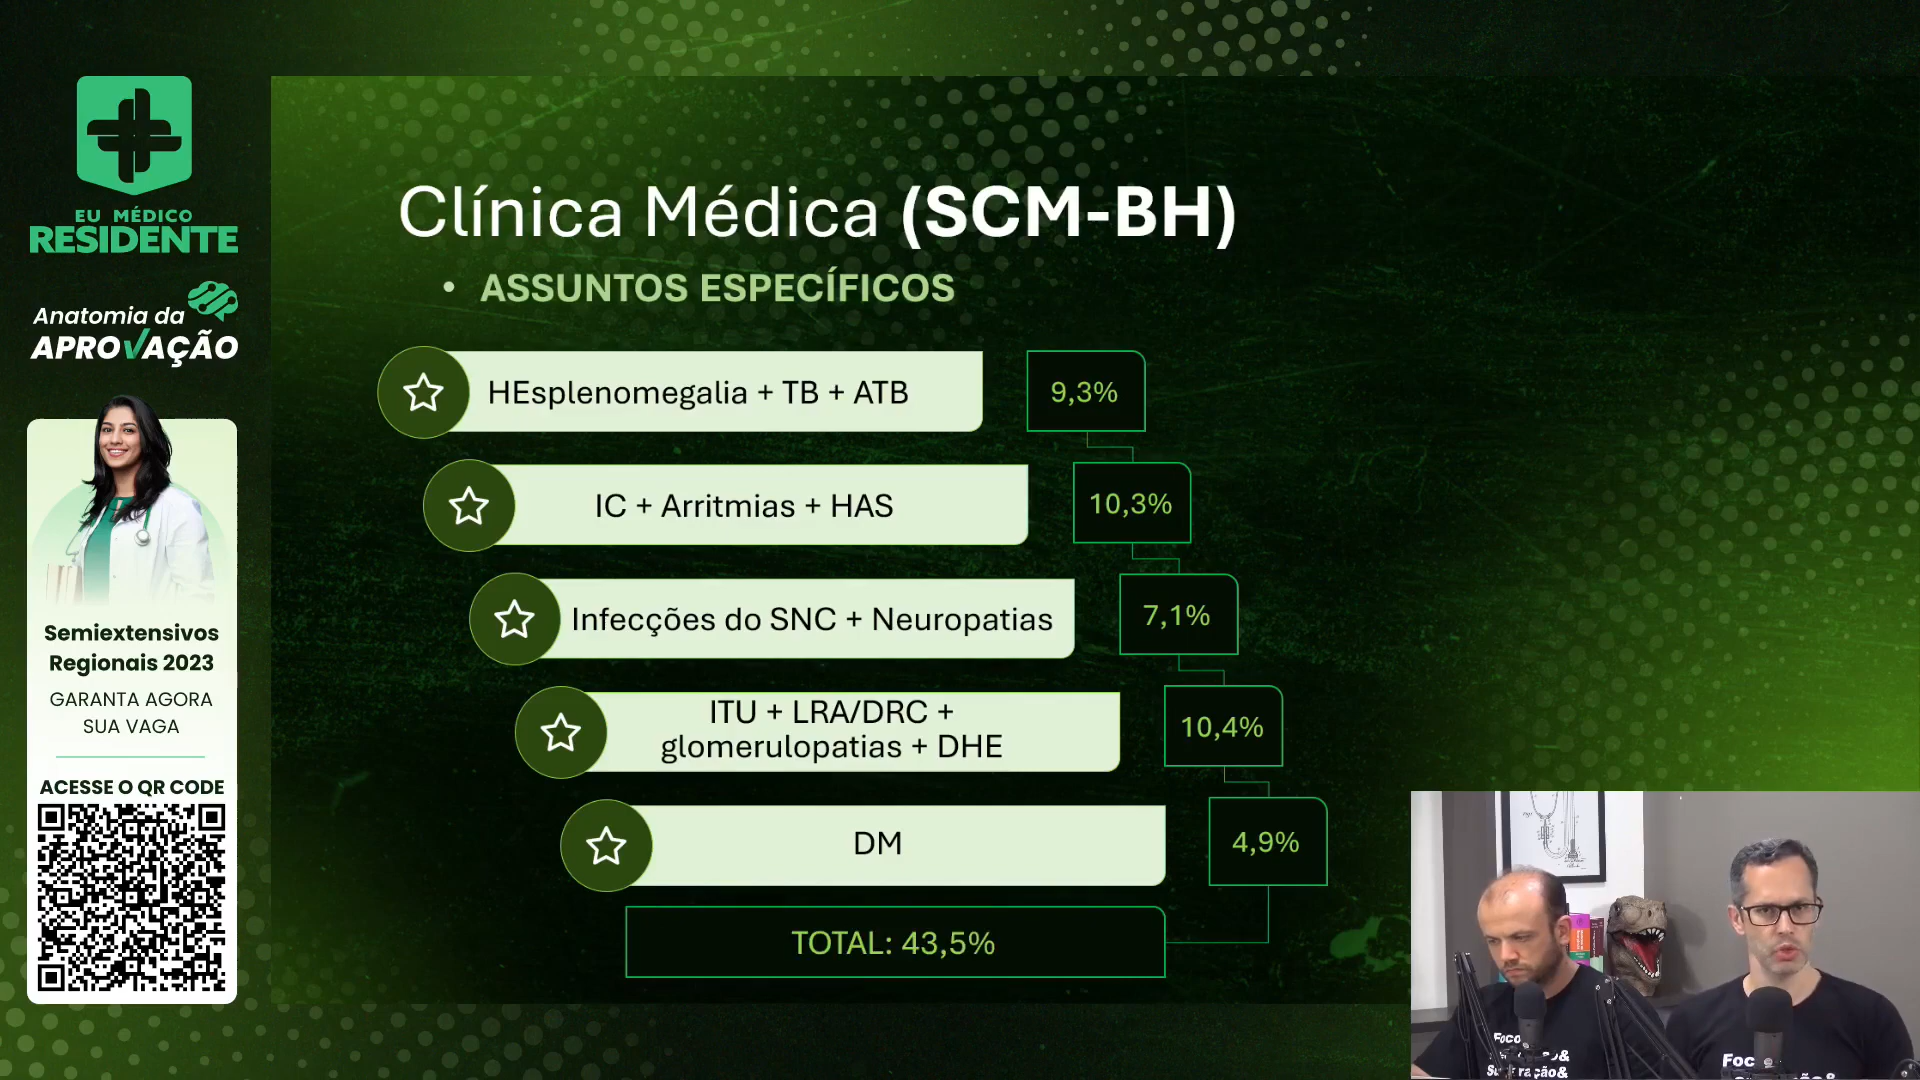 EU MÉDICO
RESIDENTE
Anatomia da
APROVAÇÃO
Semiextensivos
Regionais 2023
GARANTA AGORA
SUA VAGA
ACESSE O QR CODE
Clínica Médica (SCM-BH)
• ASSUNTOS ESPECÍFICOS
HEsplenomegalia + TB + ATB
9,3%
IC + Arritmias + HAS
10,3%
Infecções do SNC + Neuropatias
7,1%
ITU + LRA/DRC +
glomerulopatias + DHE
10,4%
DM
4,9%
TOTAL: 43,5%
Foco
Foco